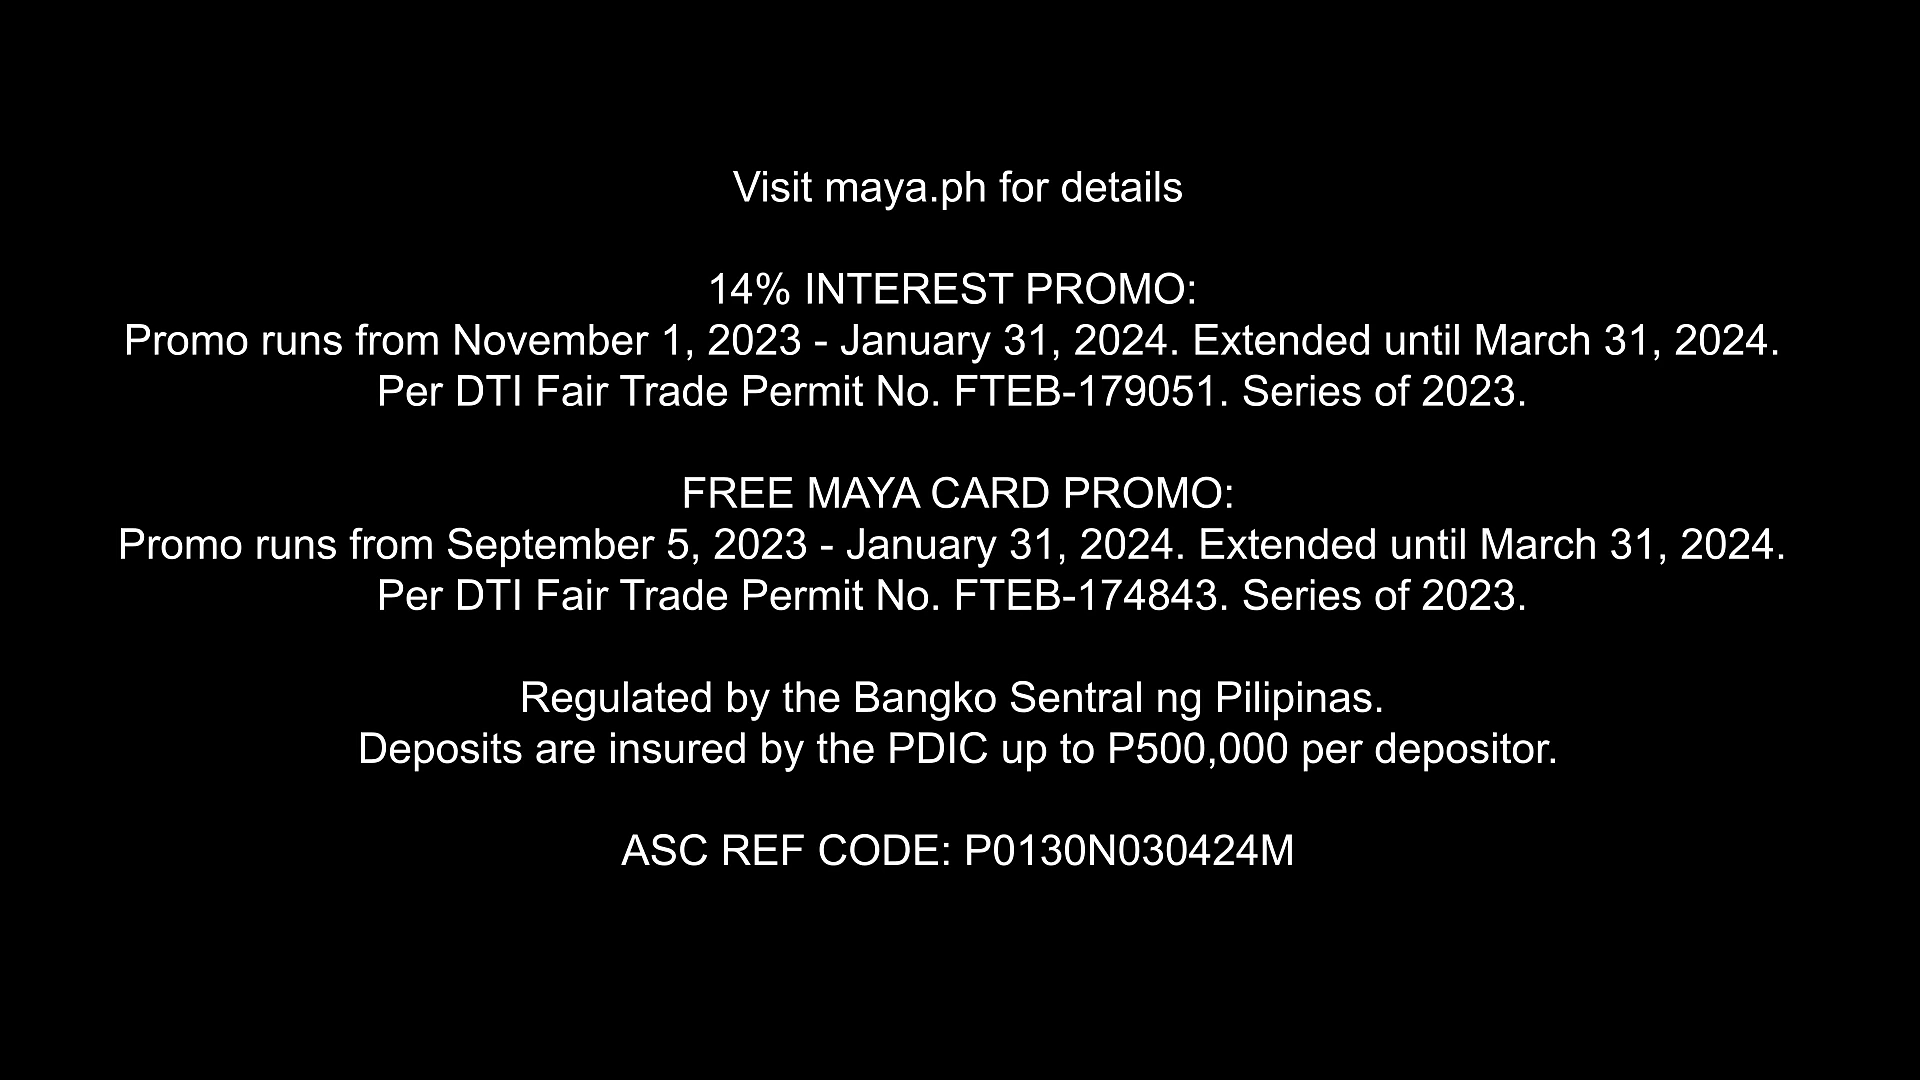 Visit maya.ph for details
14% INTEREST PROMO:
Promo runs from November 1, 2023 - January 31, 2024. Extended until March 31, 2024.
Per DTI Fair Trade Permit No. FTEB-179051. Series of 2023.
FREE MAYA CARD PROMO:
Promo runs from September 5, 2023 - January 31, 2024. Extended until March 31, 2024.
Per DTI Fair Trade Permit No. FTEB-174843. Series of 2023.
Regulated by the Bangko Sentral ng Pilipinas.
Deposits are insured by the PDIC up to P500,000 per depositor.
ASC REF CODE: P0130N030424M